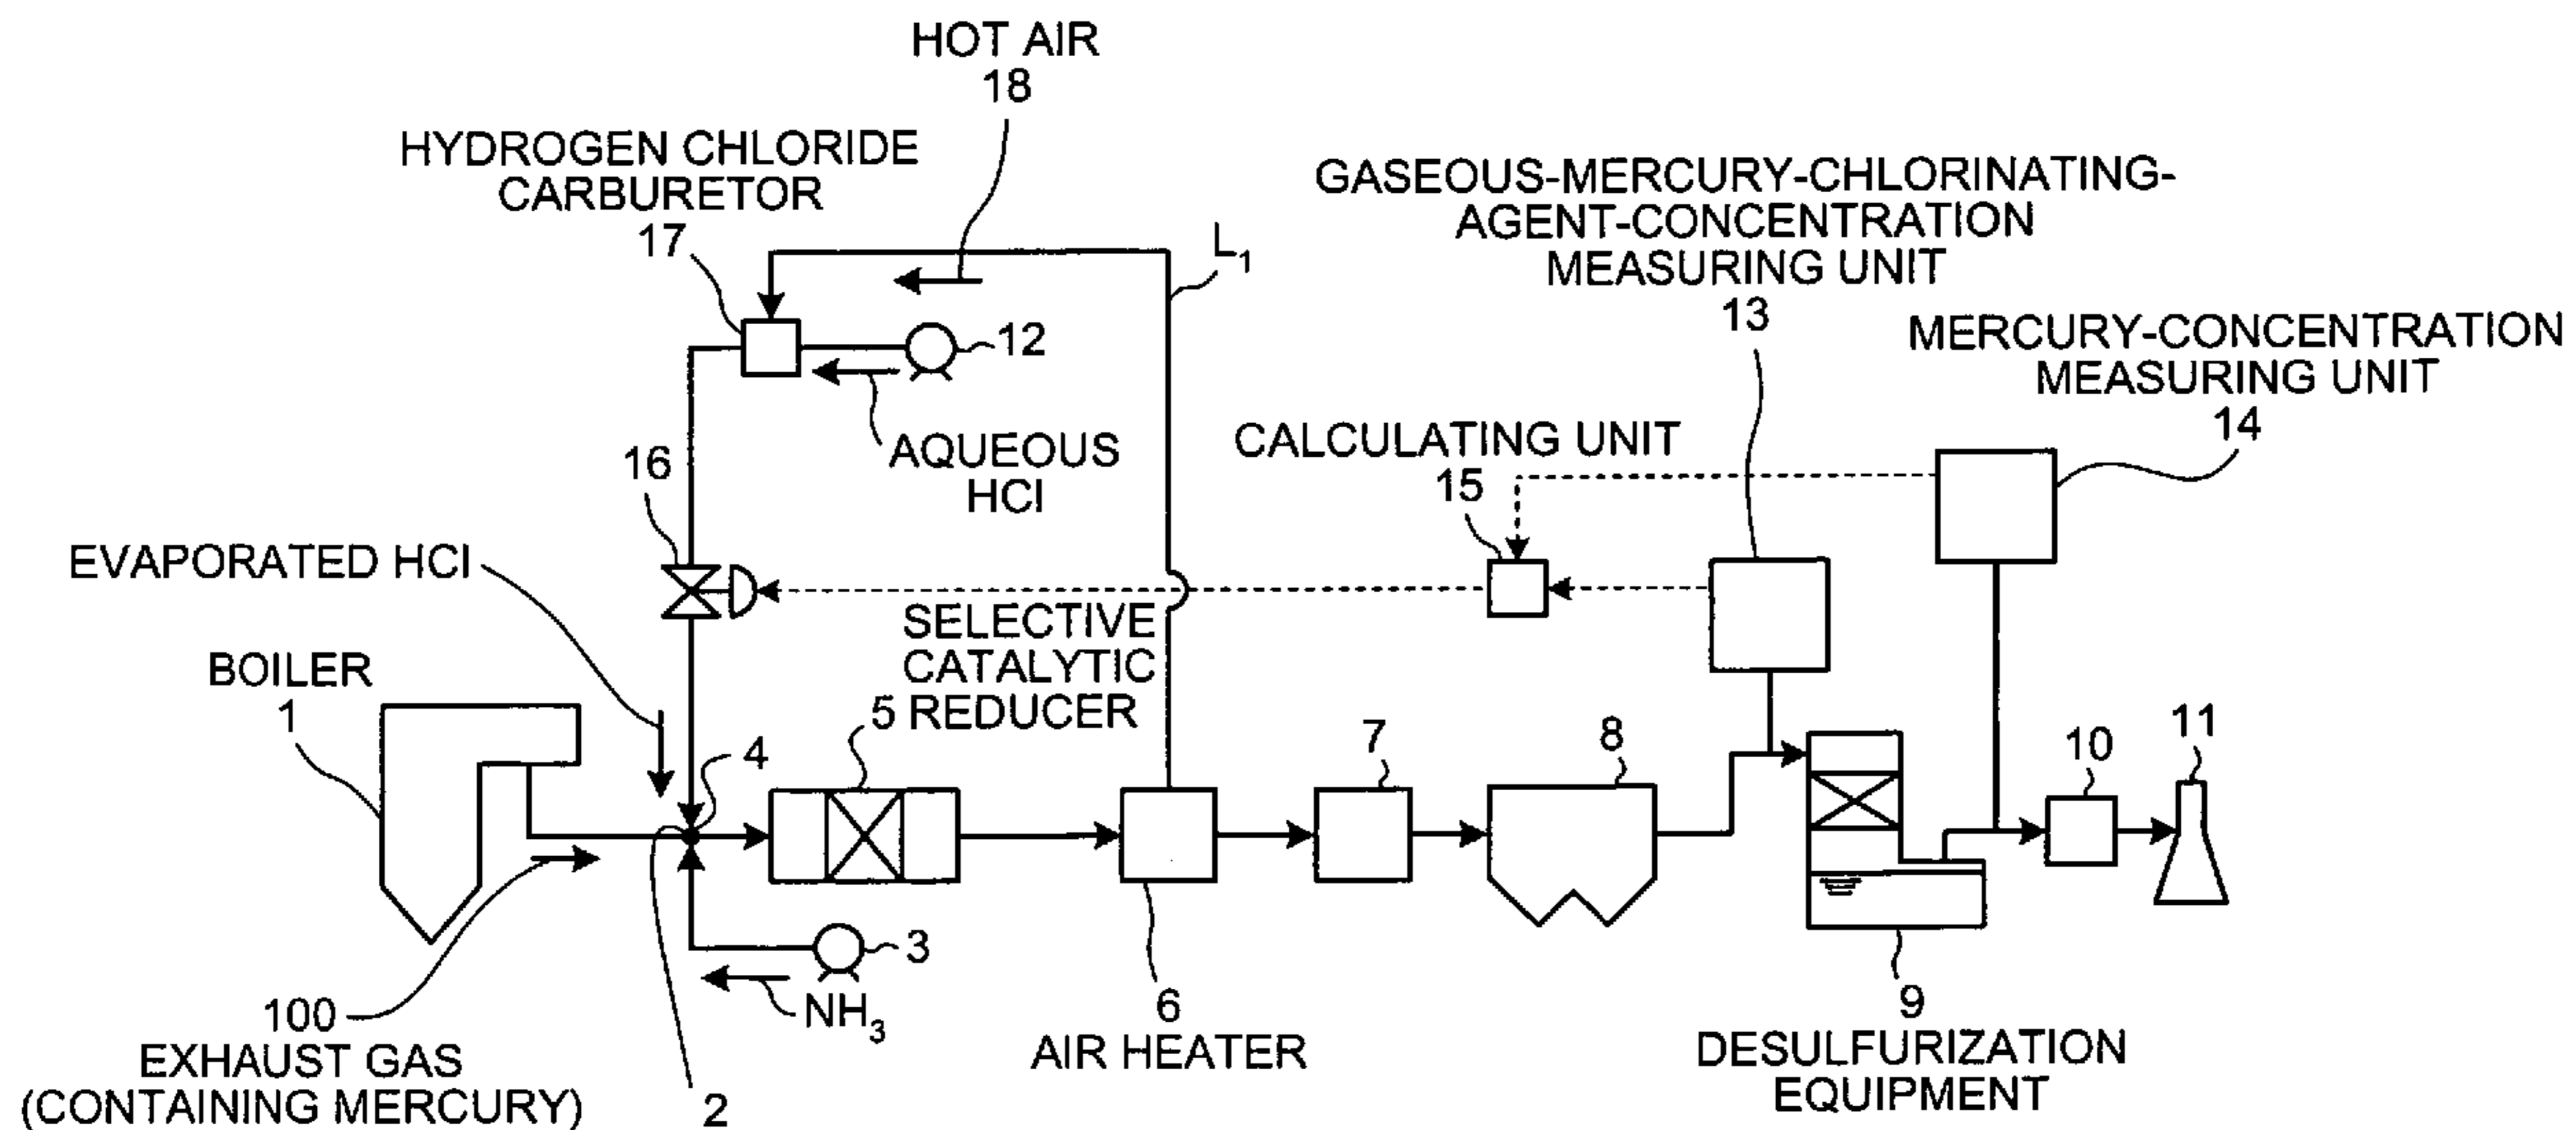 HOT AIR
18
HYDROGEN CHLORIDE
CARBURETOR
17
GASEOUS-MERCURY-CHLORINATING-
AGENT-CONCENTRATION
MEASURING UNIT
13
L1
12
MERCURY-CONCENTRATION
MEASURING UNIT
14
AQUEOUS
HCl
CALCULATING UNIT
15
16
EVAPORATED HCl
SELECTIVE
CATALYTIC
5 REDUCER
BOILER
1
4
7
8
10
11
3
NH3
100
EXHAUST GAS
(CONTAINING MERCURY)
2
6
AIR HEATER
9
DESULFURIZATION
EQUIPMENT